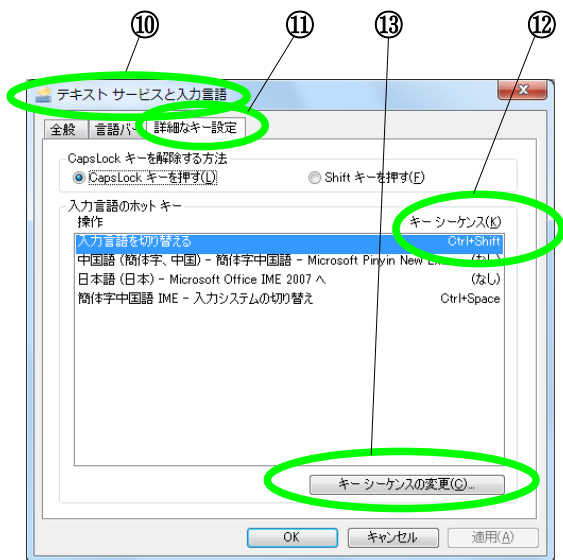 ⑩ ⑪ ⑬ ⑫
テキスト サービスと入力言語
全般 言語バー 詳細なキー設定
CapsLock キーを解除する方法
CapsLock キーを押す(L) Shift キーを押す(F)
入力言語のホット キー
操作 キー シーケンス(K)
入力言語を切り替える Ctrl+Shift
中国語 (簡体字、中国) - 簡体字中国語 - Microsoft Pinyin New (なし)
日本語 (日本) - Microsoft Office IME 2007 へ (なし)
簡体字中国語 IME - 入力システムの切り替え Ctrl+Space
キー シーケンスの変更(C)...
OK キャンセル 適用(A)